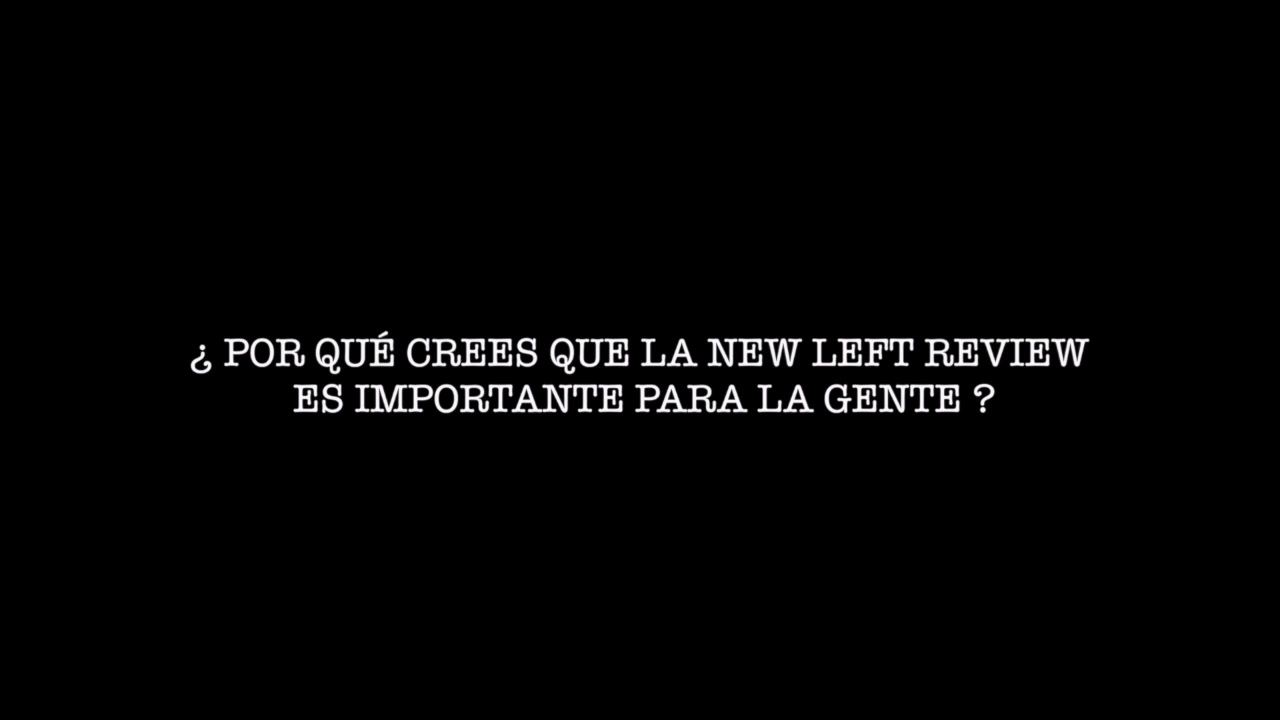 ¿ POR QUÉ CREES QUE LA NEW LEFT REVIEW
ES IMPORTANTE PARA LA GENTE ?